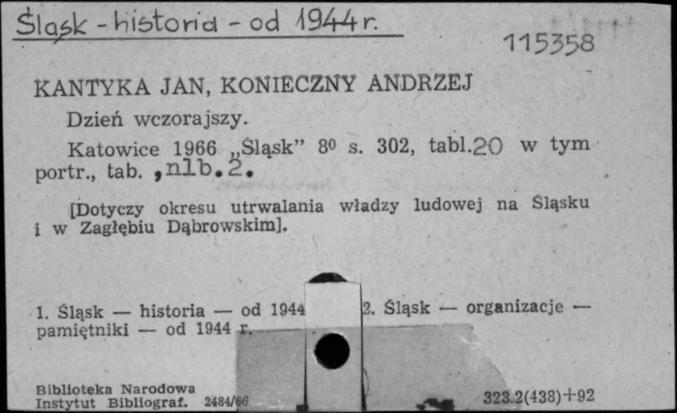 Śląsk - historia - od 1944 r.
115358
KANTYKA JAN, KONIECZNY ANDRZEJ
Dzień wczorajszy.
Katowice 1966 „Śląsk” 8⁰ s. 302, tabl. 20 w tym
portr., tab. , nlb. 2.
[Dotyczy okresu utrwalania władzy ludowej na Śląsku
i w Zagłębiu Dąbrowskim].
1. Śląsk — historia — od 1944 2. Śląsk — organizacje —
pamiętniki — od 1944 r.
Biblioteka Narodowa
Instytut Bibliograf. 2484/66 323.2(438)+92